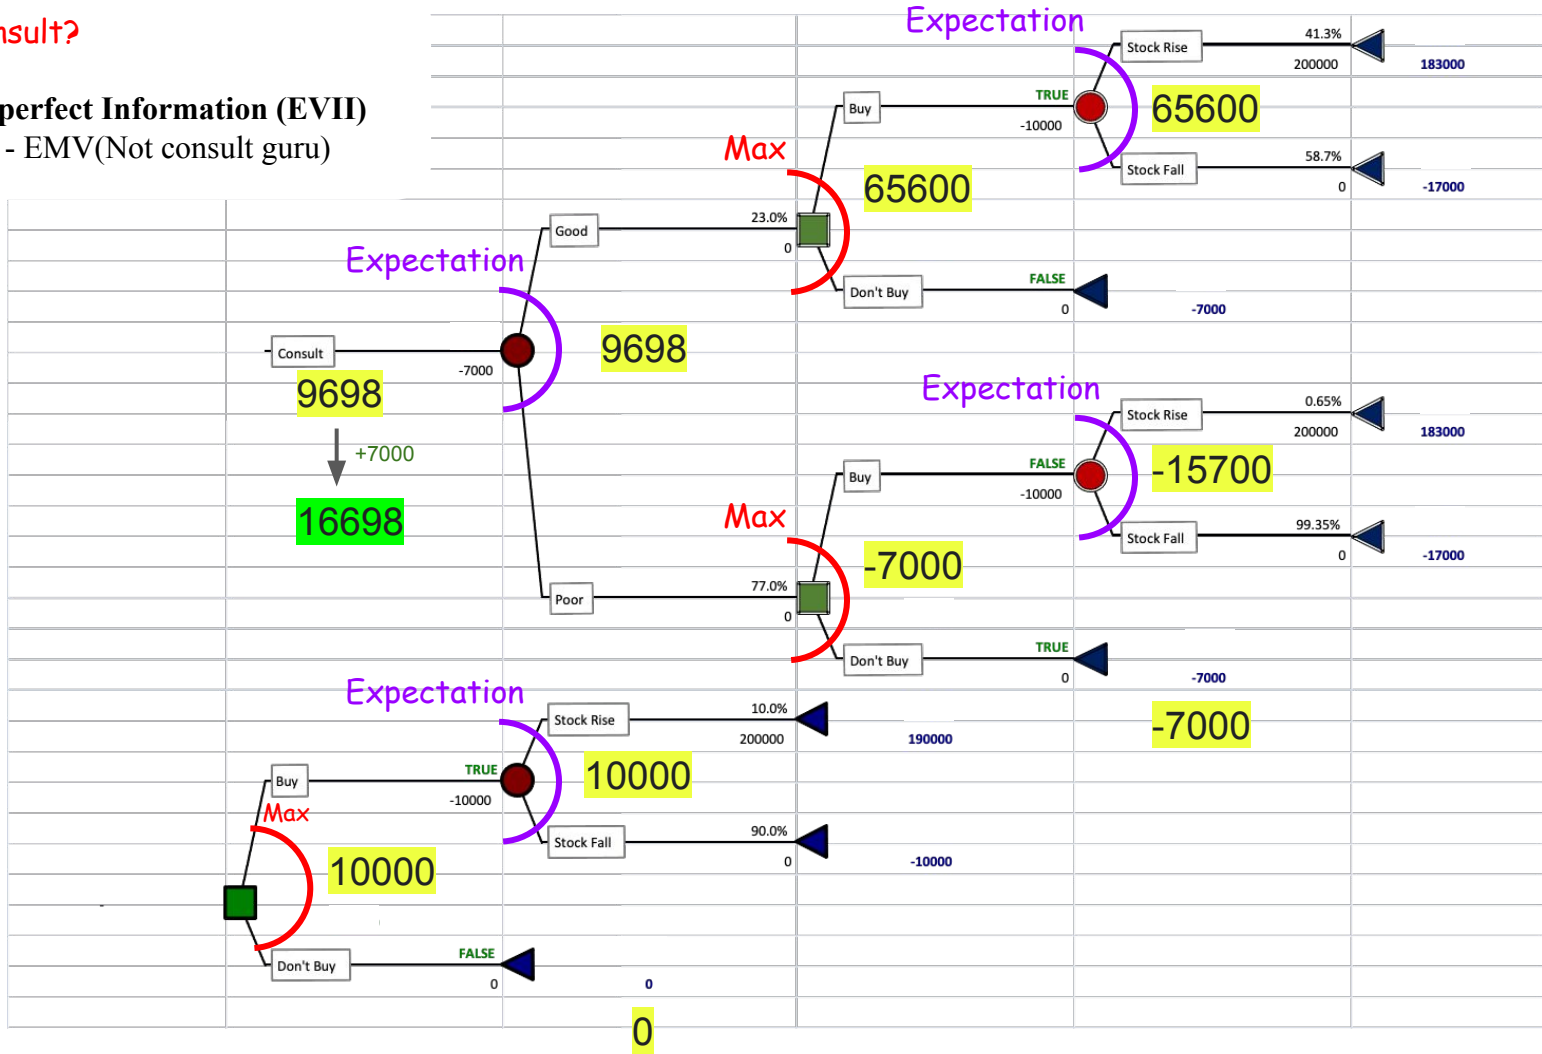 nsult?
perfect Information (EVII)
- EMV(Not consult guru)
Expectation
Stock Rise
41.3%
200000
183000
Buy
TRUE
-10000
65600
Max
65600
Stock Fall
58.7%
0
-17000
Good
23.0%
0
Expectation
Don't Buy
FALSE
0
-7000
Consult
-7000
9698
9698
+7000
16698
Expectation
Stock Rise
0.65%
200000
183000
Buy
FALSE
-10000
-15700
Max
-7000
Stock Fall
99.35%
0
-17000
Poor
77.0%
0
Don't Buy
TRUE
0
-7000
-7000
Expectation
Stock Rise
10.0%
200000
190000
Buy
TRUE
-10000
10000
Max
10000
Stock Fall
90.0%
0
-10000
-
Don't Buy
FALSE
0
0
0